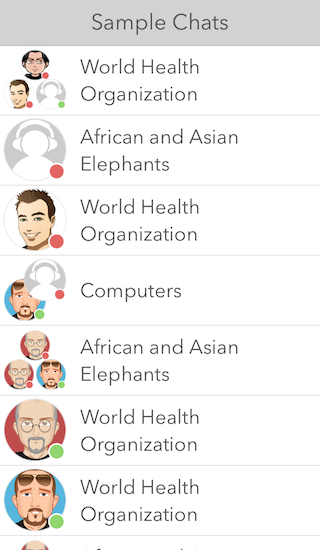 Sample Chats
World Health
Organization
African and Asian
Elephants
World Health
Organization
Computers
African and Asian
Elephants
World Health
Organization
World Health
Organization